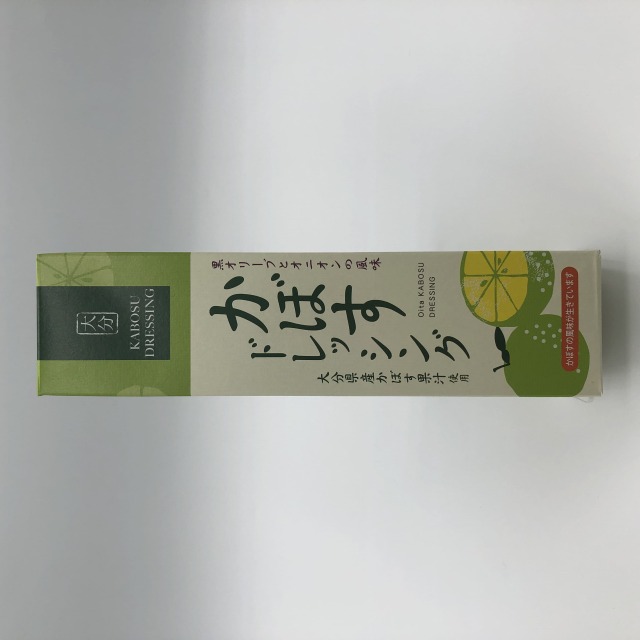 大分
KABOSU
DRESSING
黒オリーブとオニオンの風味
かぼす
ドレッシング
Oita KABOSU
DRESSING
大分県産かぼす果汁使用
かぼすの風味が生きています